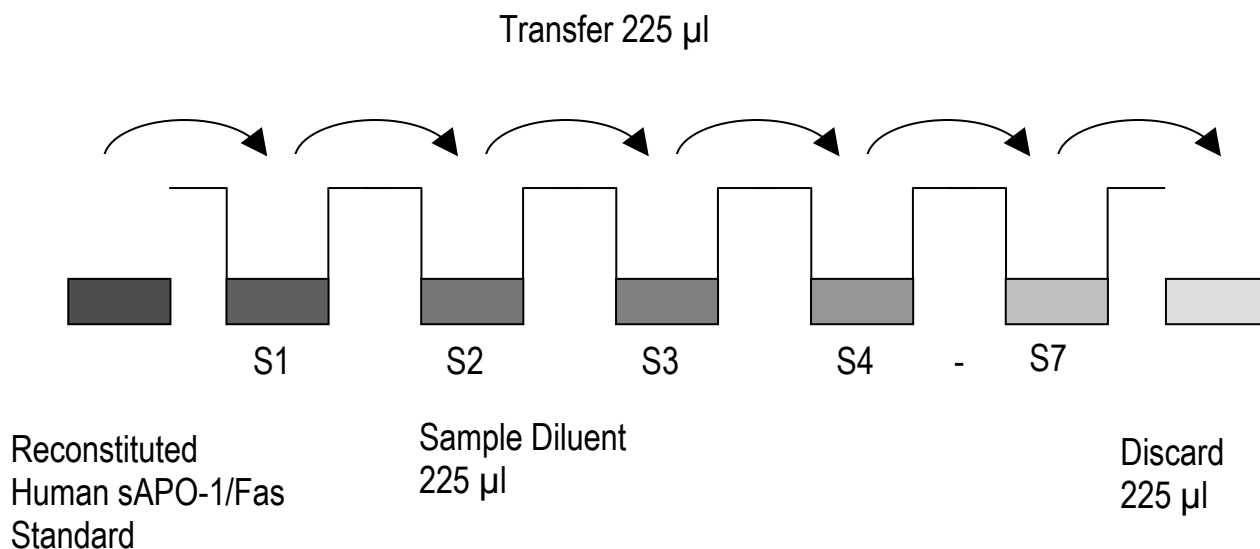 Transfer 225 µl
S1 S2 S3 S4 - S7
Reconstituted
Human sAPO-1/Fas
Standard
Sample Diluent
225 µl
Discard
225 µl